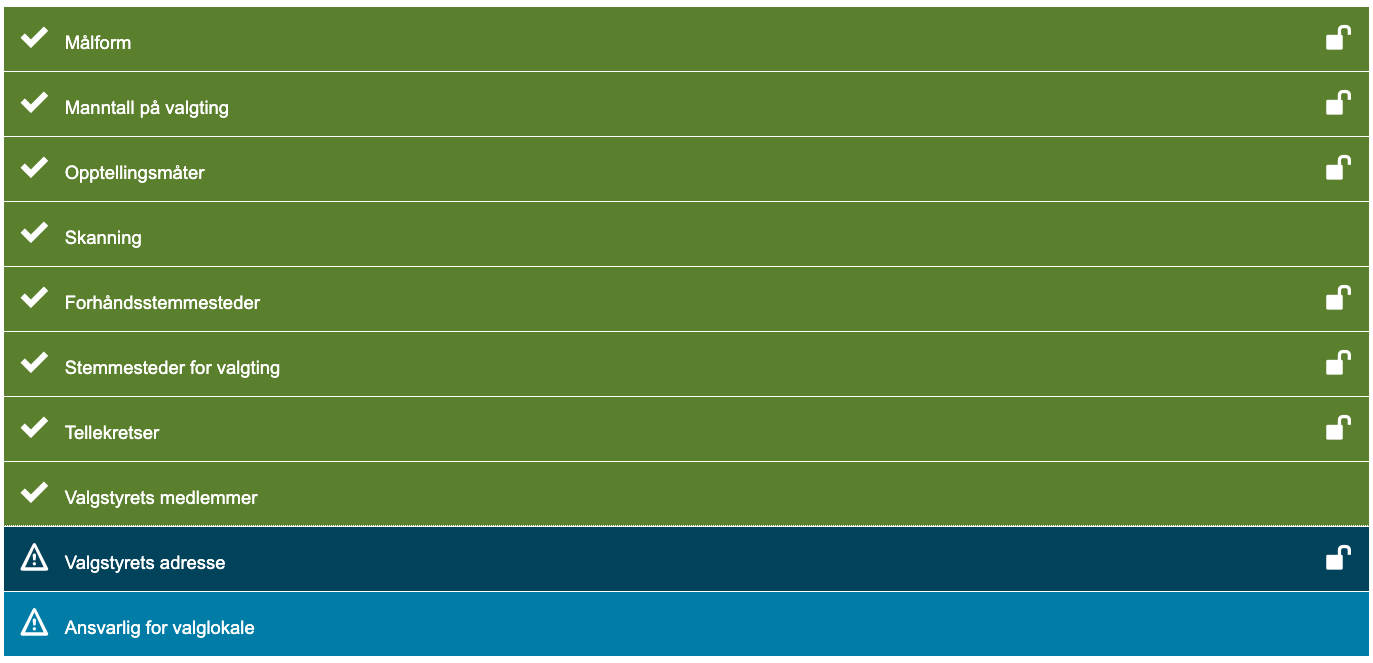 Målform
Manntall på valgting
Opptellingsmåter
Skanning
Forhåndsstemmesteder
Stemmesteder for valgting
Tellekretser
Valgstyrets medlemmer
Valgstyrets adresse
Ansvarlig for valglokale